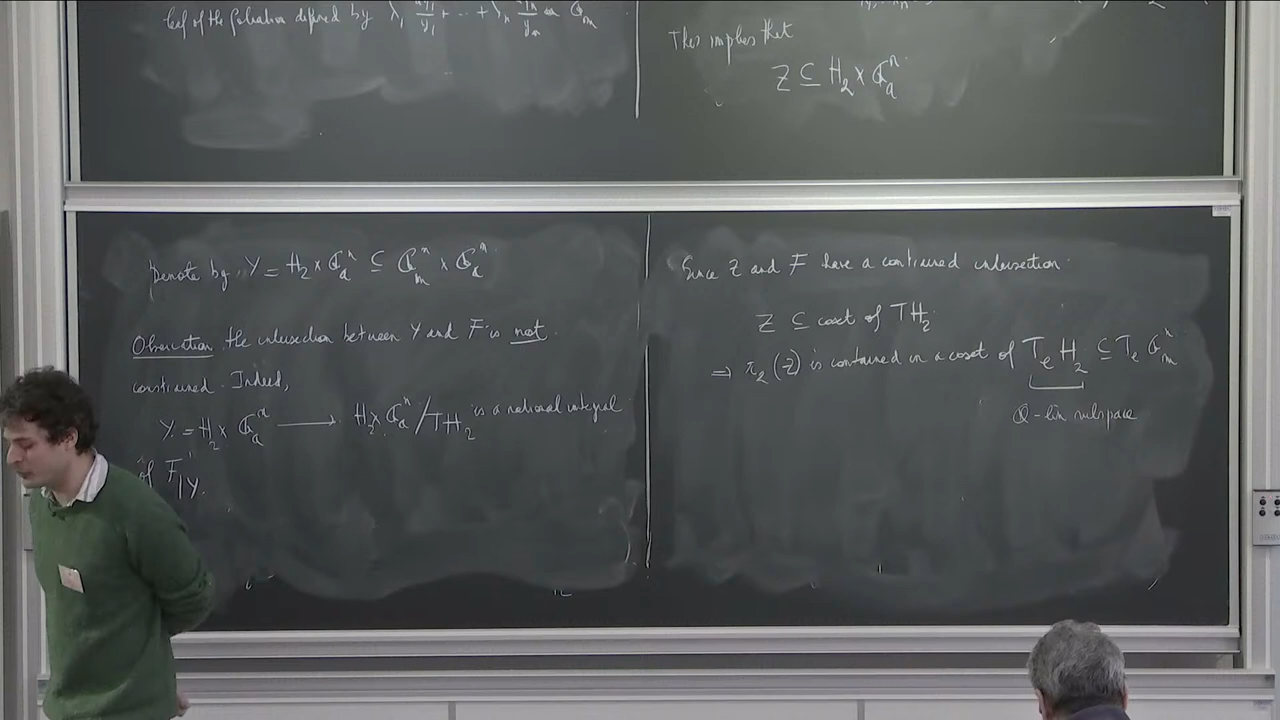 leaf of the foliation defined by λ₁ dy₁/y₁ + ... + λₙ dyₙ/yₙ on 𝔾ₘⁿ
This implies that
Z ⊆ H₂ × 𝔾ₐⁿ.
Denote by Y = H₂ × 𝔾ₐⁿ ⊆ 𝔾ₘⁿ × 𝔾ₐⁿ.
Observation the intersection between Y and F is not
constrained. Indeed,
Y = H₂ × 𝔾ₐⁿ ⟶ H₂ × 𝔾ₐⁿ / TH₂ is a rational integral
of F|Y.
Since Z and F have a contrained intersection.
Z ⊆ coset of TH₂.
⇒ π₂(Z) is contained in a coset of TₑH₂ ⊆ Tₑ𝔾ₘⁿ.
ℚ-lin subspace